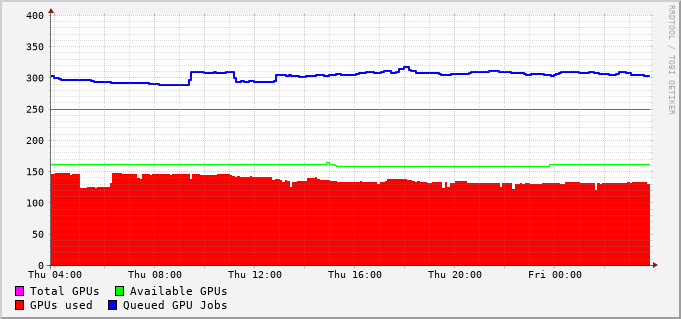 RRDTOOL / TOBI OETIKER
400
350
300
250
200
150
100
50
0
Thu 04:00 Thu 08:00 Thu 12:00 Thu 16:00 Thu 20:00 Fri 00:00
Total GPUs Available GPUs
GPUs used Queued GPU Jobs